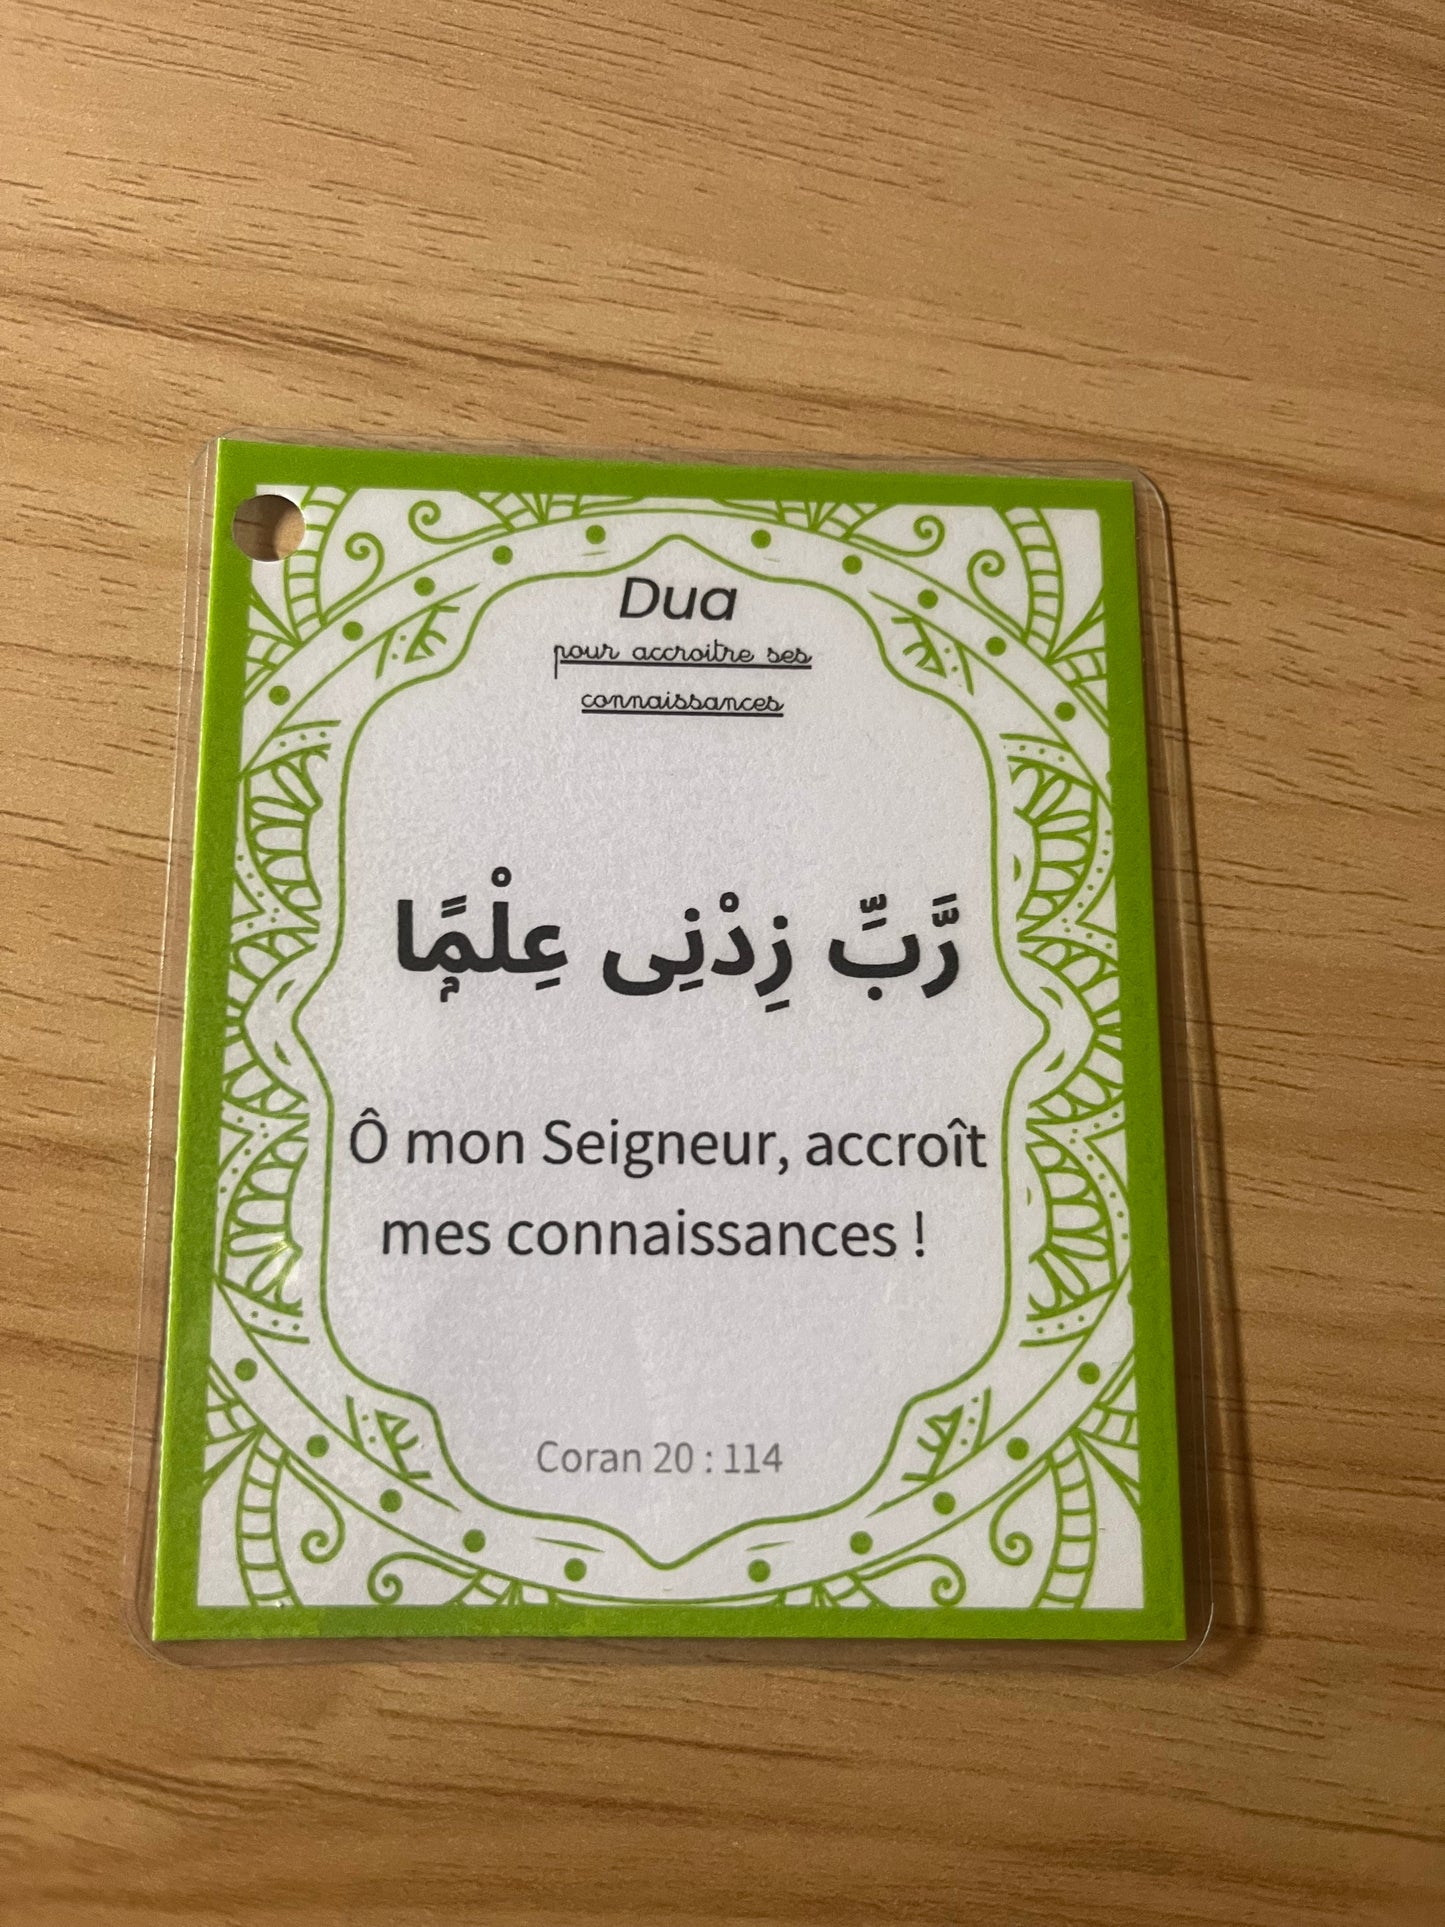 Dua
pour accroitre ses
connaissances
رَّبِّ زِدْنِى عِلْمًۭا
Ô mon Seigneur, accroît
mes connaissances !
Coran 20 : 114